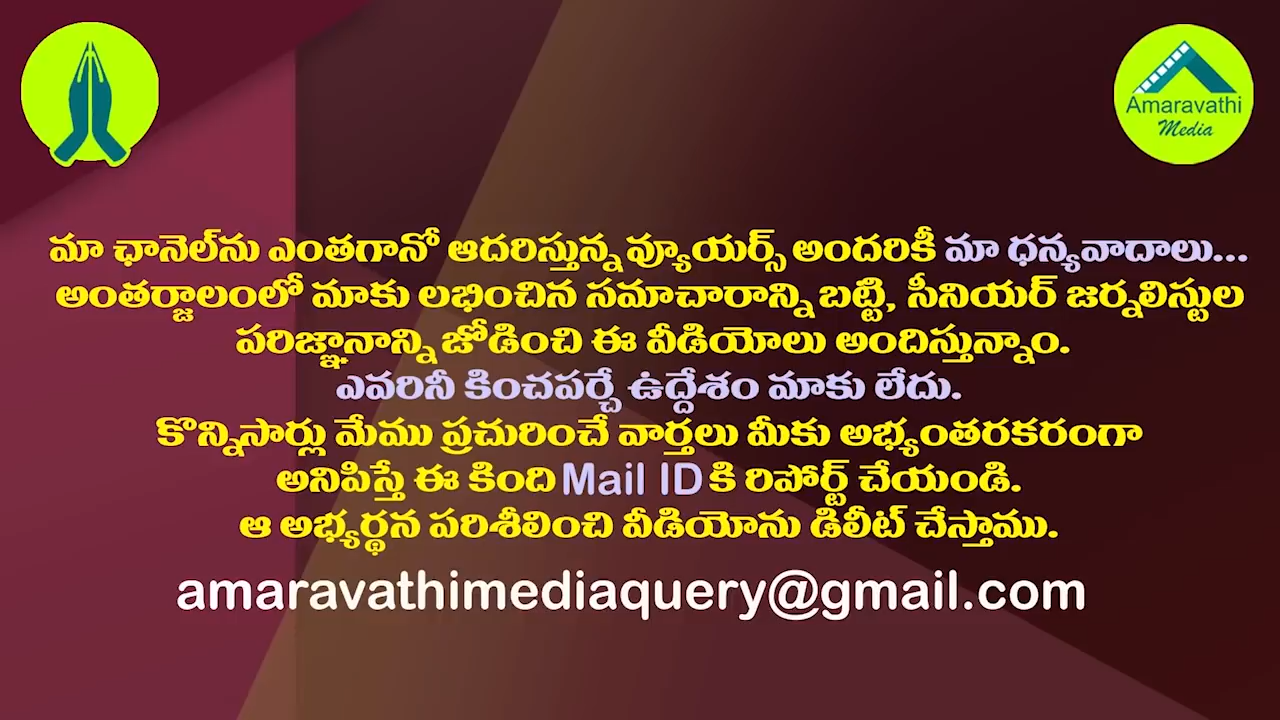 Amaravathi
Media
మా ఛానెల్‌ను ఎంతగానో ఆదరిస్తున్న వ్యూయర్స్ అందరికీ మా ధన్యవాదాలు...
అంతర్జాలంలో మాకు లభించిన సమాచారాన్ని బట్టి, సీనియర్ జర్నలిస్టుల
పరిజ్ఞానాన్ని జోడించి ఈ వీడియోలు అందిస్తున్నాం.
ఎవరినీ కించపర్చే ఉద్దేశం మాకు లేదు.
కొన్నిసార్లు మేము ప్రచురించే వార్తలు మీకు అభ్యంతరకరంగా
అనిపిస్తే ఈ కింది Mail ID కి రిపోర్ట్ చేయండి.
ఆ అభ్యర్థన పరిశీలించి వీడియోను డిలీట్ చేస్తాము.
amaravathimediaquery@gmail.com